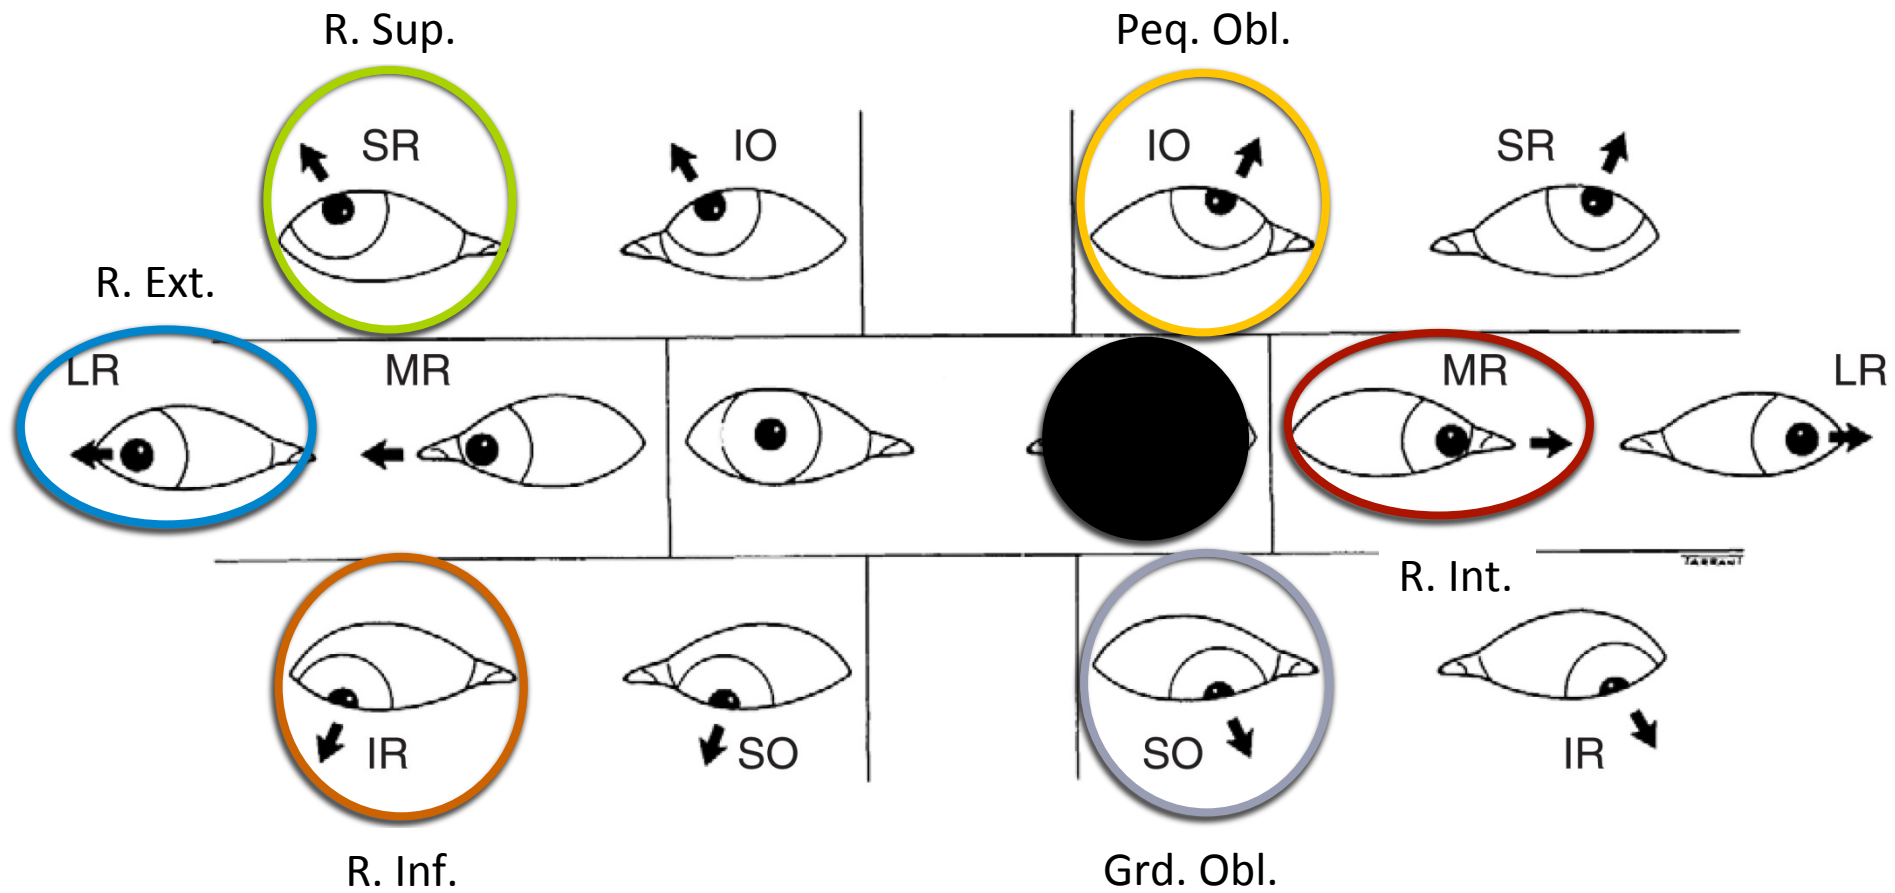 R. Sup.
Peq. Obl.
SR
IO
IO
SR
R. Ext.
LR
MR
MR
LR
R. Int.
IR
SO
SO
IR
R. Inf.
Grd. Obl.